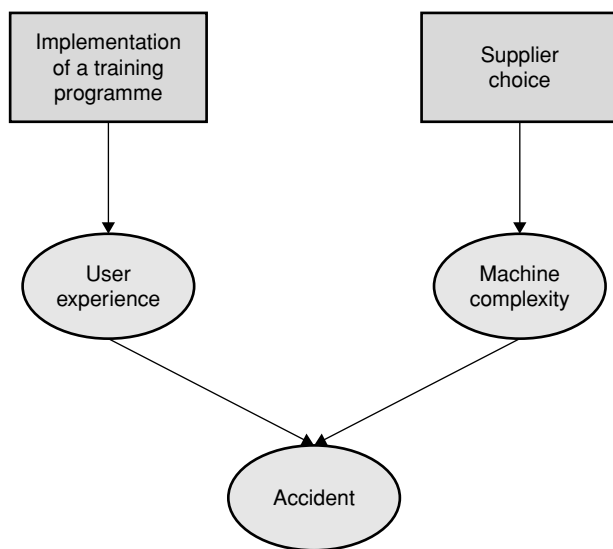 Implementation
of a training
programme
Supplier
choice
User
experience
Machine
complexity
Accident